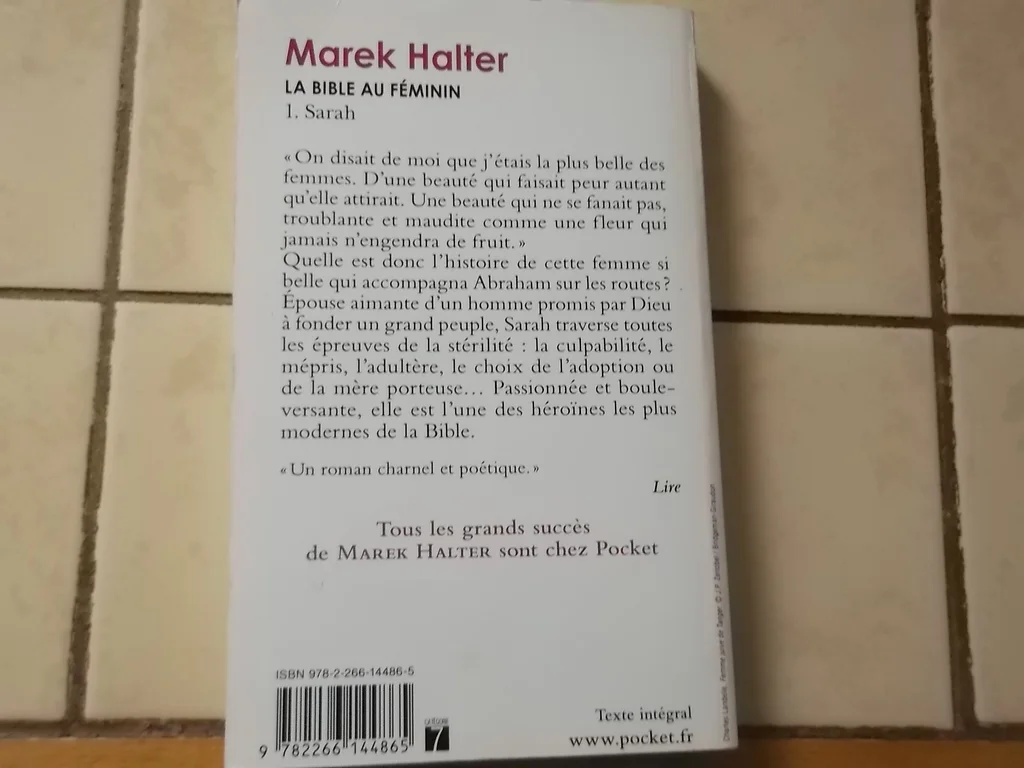 Marek Halter
LA BIBLE AU FÉMININ
1. Sarah
« On disait de moi que j'étais la plus belle des
femmes. D'une beauté qui faisait peur autant
qu'elle attirait. Une beauté qui ne se fanait pas,
troublante et maudite comme une fleur qui
jamais n'engendra de fruit. »
Quelle est donc l'histoire de cette femme si
belle qui accompagna Abraham sur les routes ?
Épouse aimante d'un homme promis par Dieu
à fonder un grand peuple, Sarah traverse toutes
les épreuves de la stérilité : la culpabilité, le
mépris, l'adultère, le choix de l'adoption ou
de la mère porteuse... Passionnée et boule-
versante, elle est l'une des héroïnes les plus
modernes de la Bible.
« Un roman charnel et poétique. »
Lire
Tous les grands succès
de MAREK HALTER sont chez Pocket
ISBN 978-2-266-14486-5
9 782266 144865
CATÉGORIE
7
Texte intégral
www.pocket.fr